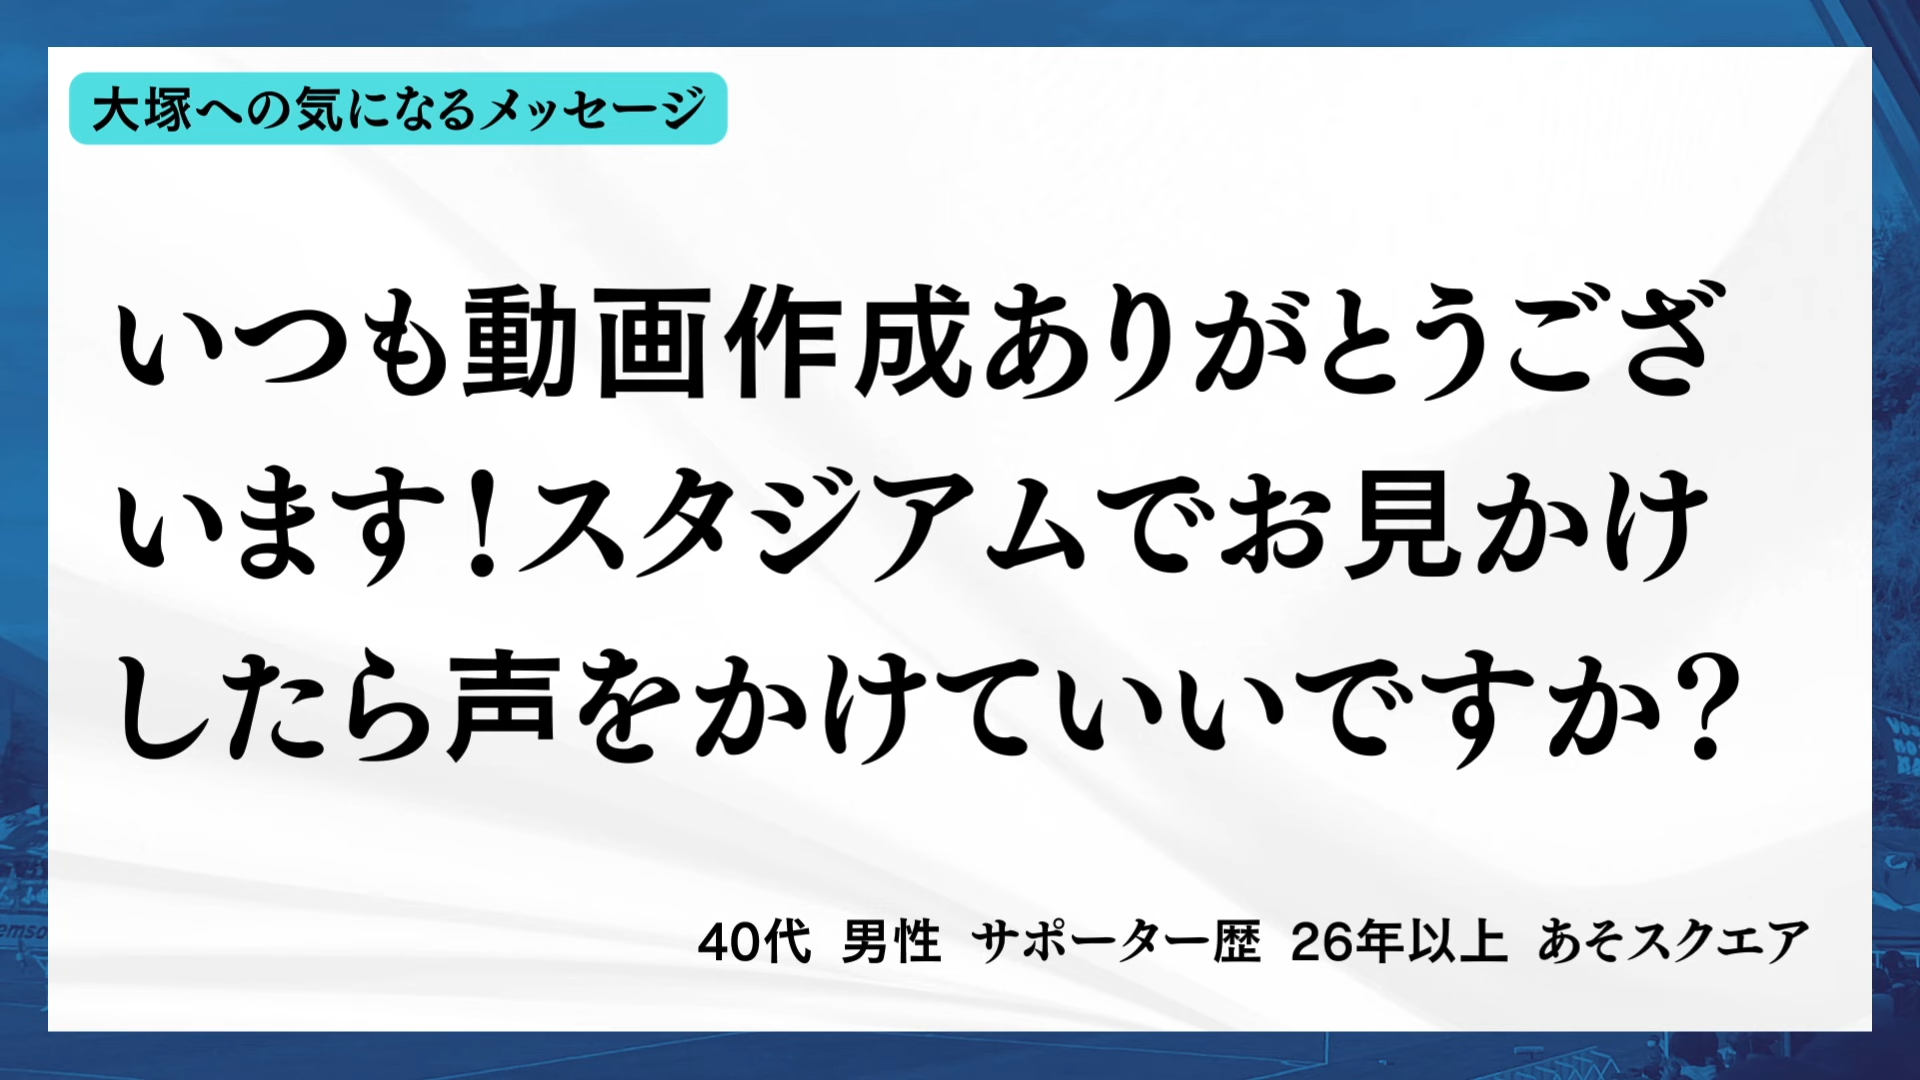 大塚への気になるメッセージ
いつも動画作成ありがとうござ
います！スタジアムでお見かけ
したら声をかけていいですか？
40代 男性 サポーター歴 26年以上 あそスクエア